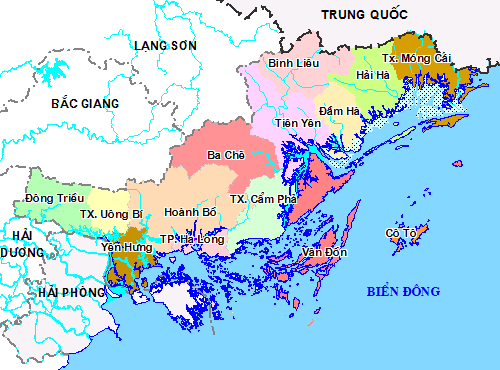 TRUNG QUỐC
LẠNG SƠN
Bình Liêu
Tx. Móng Cái
Hải Hà
BẮC GIANG
Đầm Hà
Tiên Yên
Ba Chẽ
Đông Triều
TX. Uông Bí
Hoành Bồ
TX. Cẩm Phả
HẢI
DƯƠNG
Yên Hưng
TP. Hạ Long
Cô Tô
Vân Đồn
HẢI PHÒNG
BIỂN ĐÔNG